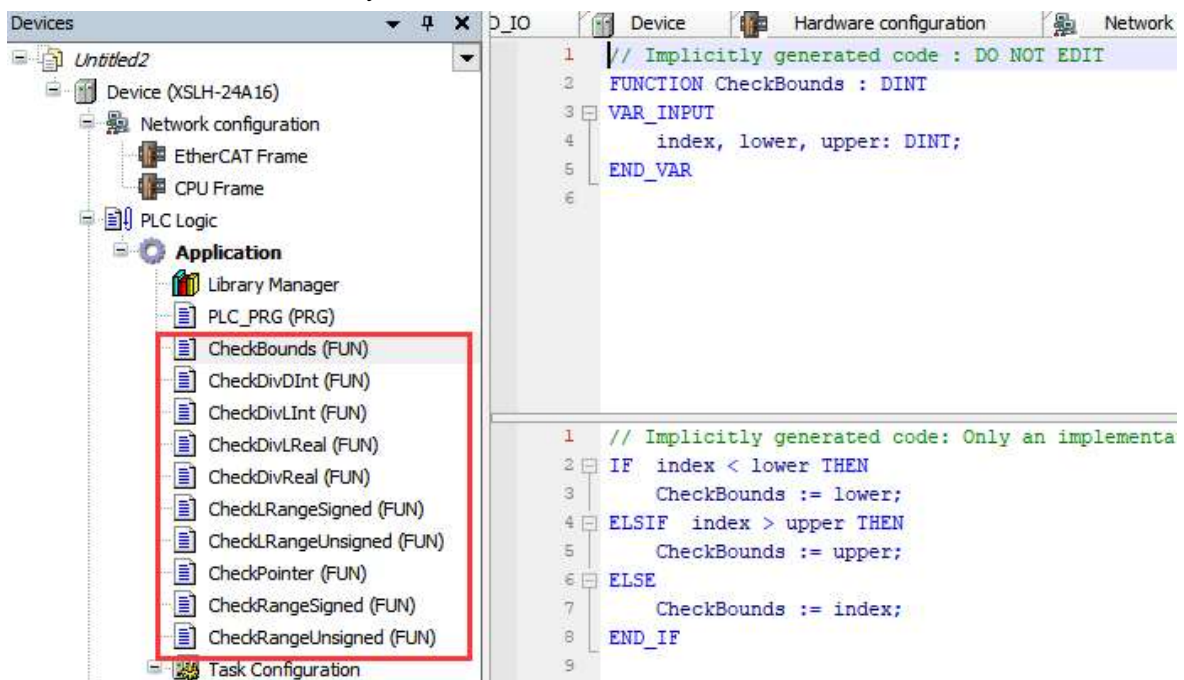 Devices
Untitled2
Device (XSLH-24A16)
Network configuration
EtherCAT Frame
CPU Frame
PLC Logic
Application
Library Manager
PLC_PRG (PRG)
CheckBounds (FUN)
CheckDivDInt (FUN)
CheckDivLInt (FUN)
CheckDivLReal (FUN)
CheckDivReal (FUN)
CheckLRangeSigned (FUN)
CheckLRangeUnsigned (FUN)
CheckPointer (FUN)
CheckRangeSigned (FUN)
CheckRangeUnsigned (FUN)
Task Configuration
D_IO Device Hardware configuration Network
1 // Implicitly generated code : DO NOT EDIT
2 FUNCTION CheckBounds : DINT
3 VAR_INPUT
4 index, lower, upper: DINT;
5 END_VAR
6
1 // Implicitly generated code: Only an implementa
2 IF index < lower THEN
3 CheckBounds := lower;
4 ELSIF index > upper THEN
5 CheckBounds := upper;
6 ELSE
7 CheckBounds := index;
8 END_IF
9